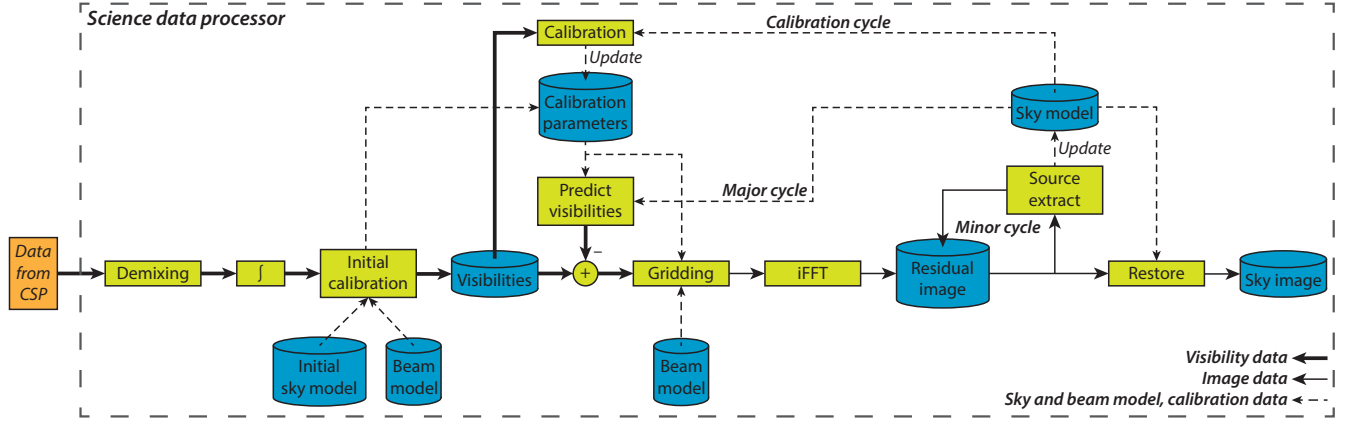 Science data processor
Calibration
Calibration cycle
Update
Calibration
parameters
Sky model
Update
Predict
visibilities
Major cycle
Source
extract
Minor cycle
Data
from
CSP
Demixing
∫
Initial
calibration
Visibilities
+
−
Gridding
iFFT
Residual
image
Restore
Sky image
Initial
sky model
Beam
model
Beam
model
Visibility data
Image data
Sky and beam model, calibration data